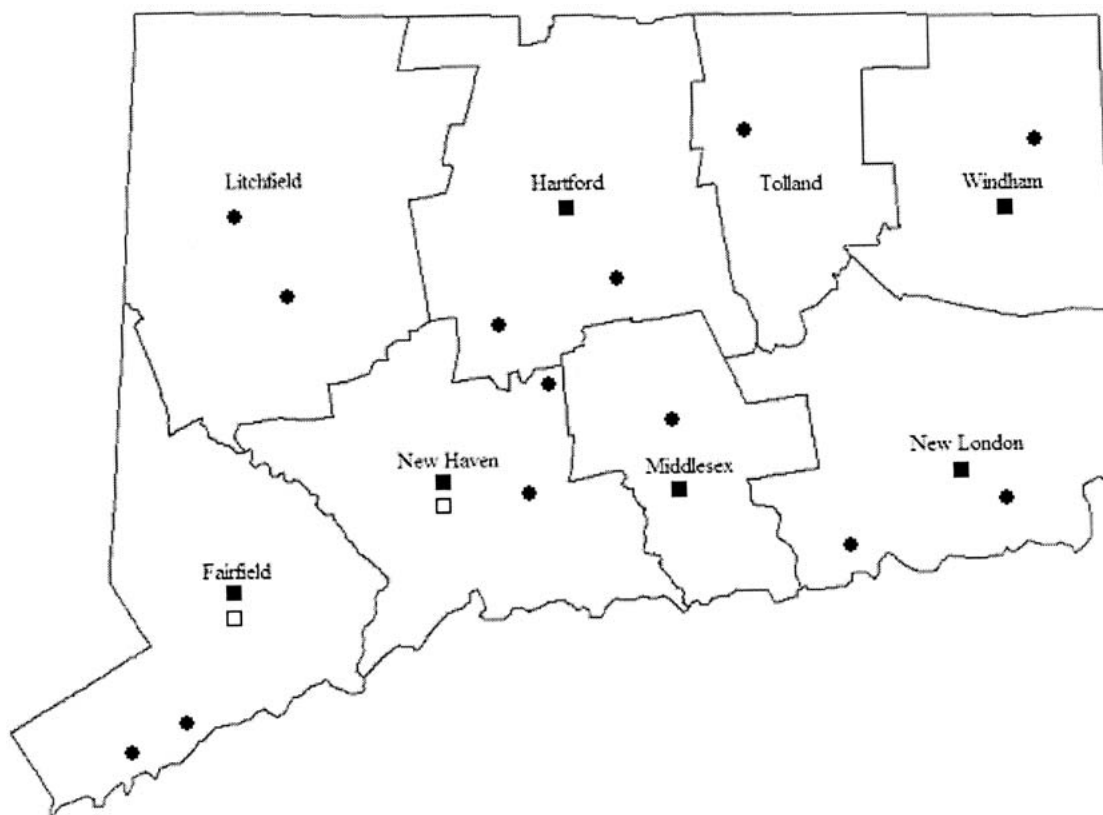 Litchfield
Hartford
Tolland
Windham
New Haven
Middlesex
New London
Fairfield